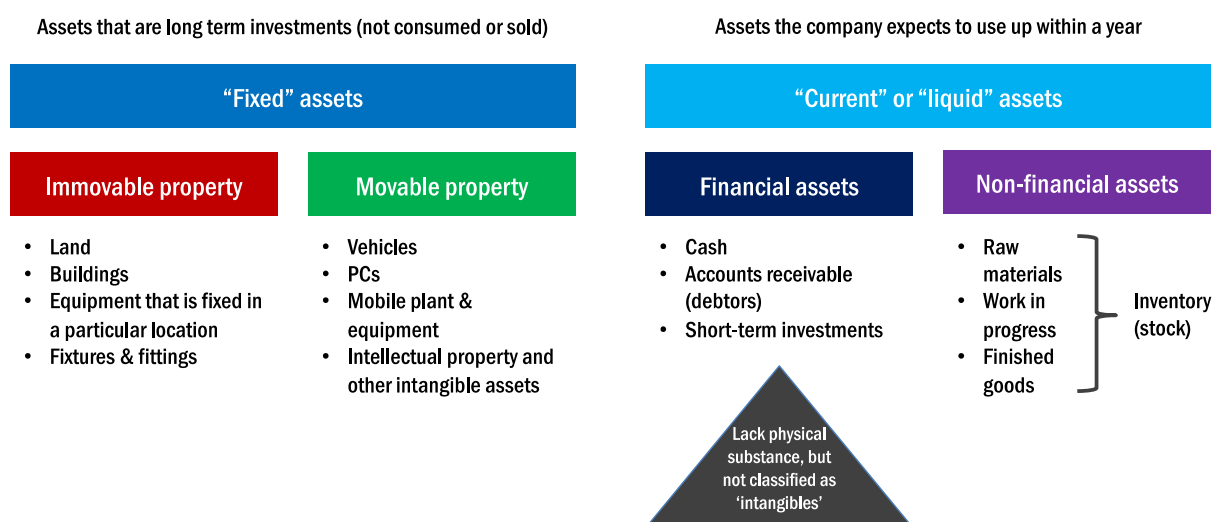 Assets that are long term investments (not consumed or sold)
“Fixed” assets
Immovable property
• Land
• Buildings
• Equipment that is fixed in
a particular location
• Fixtures & fittings
Movable property
• Vehicles
• PCs
• Mobile plant &
equipment
• Intellectual property and
other intangible assets
Assets the company expects to use up within a year
“Current” or “liquid” assets
Financial assets
• Cash
• Accounts receivable
(debtors)
• Short-term investments
Lack physical
substance, but
not classified as
‘intangibles’
Non-financial assets
• Raw
materials
• Work in
progress
• Finished
goods
Inventory
(stock)